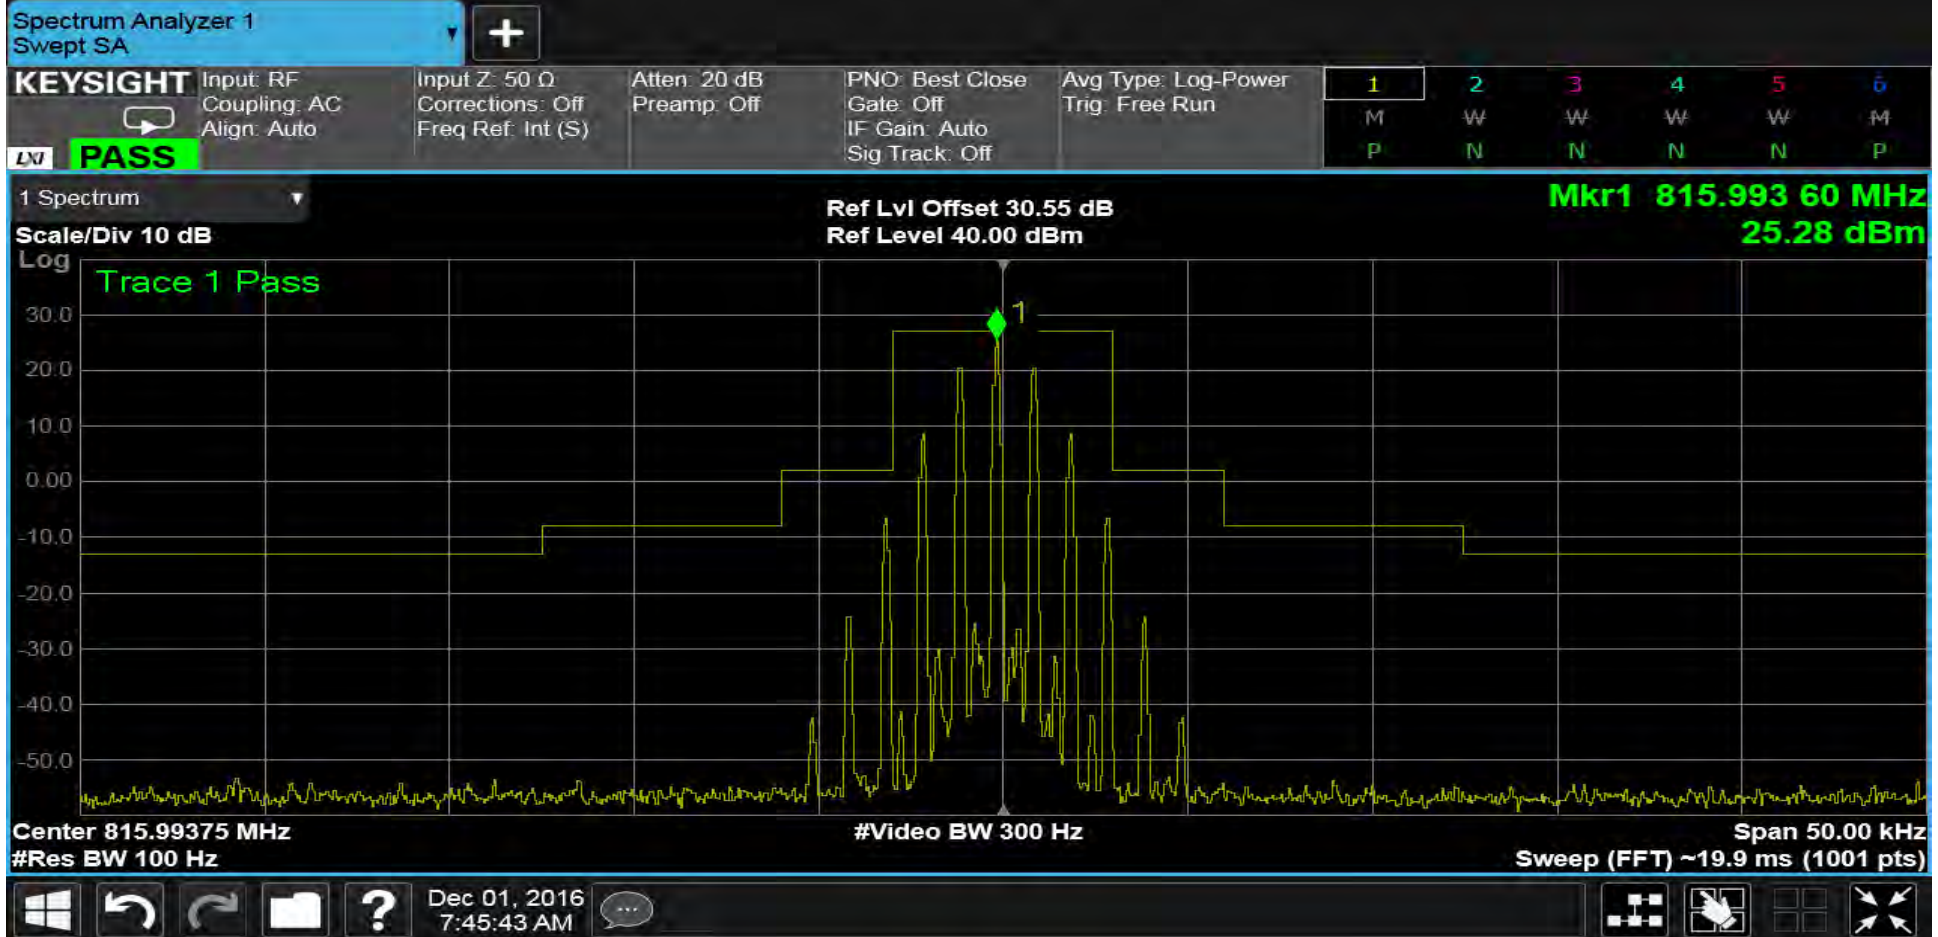 Spectrum Analyzer 1
Swept SA
KEYSIGHT
Input: RF
Coupling: AC
Align: Auto
Input Z: 50 Ω
Corrections: Off
Freq Ref: Int (S)
Atten: 20 dB
Preamp: Off
PNO: Best Close
Gate: Off
IF Gain: Auto
Sig Track: Off
Avg Type: Log-Power
Trig: Free Run
1 2 3 4 5 6
M W W W W M
P N N N N P
LXI PASS
1 Spectrum
Scale/Div 10 dB
Log
Ref Lvl Offset 30.55 dB
Ref Level 40.00 dBm
Mkr1 815.993 60 MHz
25.28 dBm
Trace 1 Pass
1
30.0
20.0
10.0
0.00
-10.0
-20.0
-30.0
-40.0
-50.0
Center 815.99375 MHz
#Res BW 100 Hz
#Video BW 300 Hz
Span 50.00 kHz
Sweep (FFT) ~19.9 ms (1001 pts)
?
Dec 01, 2016
7:45:43 AM